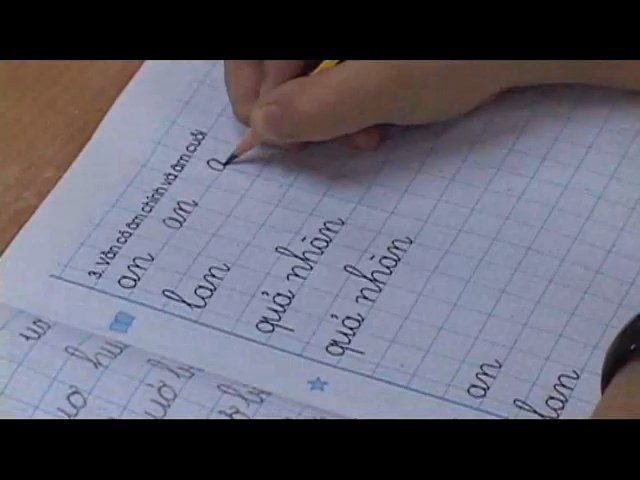 3. Vần có âm chính và âm cuối
an an a
lan
quả nhãn
quả nhãn
an
lan